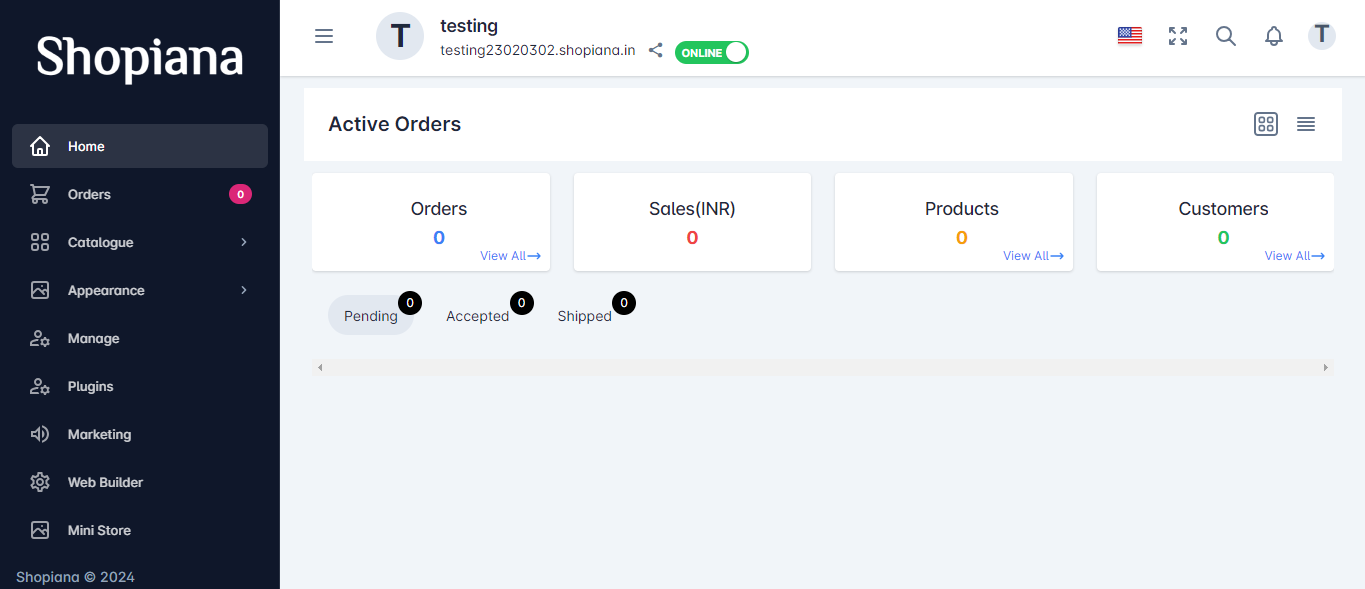 Shopiana
Home
Orders 0
Catalogue
Appearance
Manage
Plugins
Marketing
Web Builder
Mini Store
Shopiana © 2024
T
testing
testing23020302.shopiana.in
ONLINE
T
Active Orders
Orders
0
View All→
Sales(INR)
0
Products
0
View All→
Customers
0
View All→
Pending 0
Accepted 0
Shipped 0